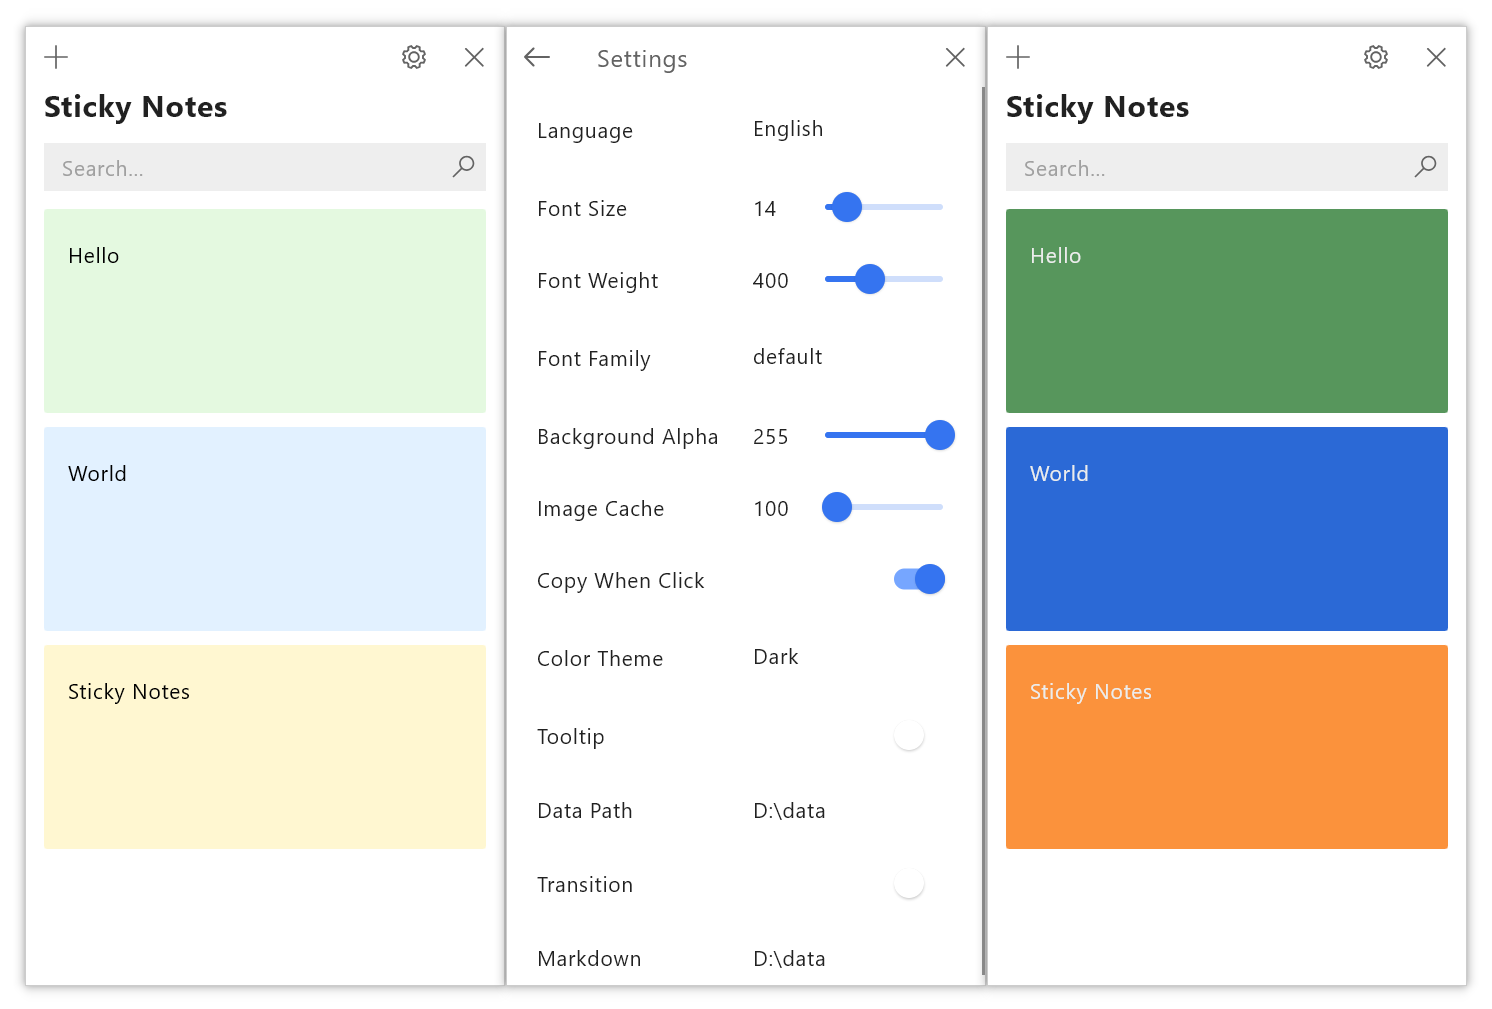 Sticky Notes
Search...
Hello
World
Sticky Notes
Settings
Language English
Font Size 14
Font Weight 400
Font Family default
Background Alpha 255
Image Cache 100
Copy When Click
Color Theme Dark
Tooltip
Data Path D:\data
Transition
Markdown D:\data
Sticky Notes
Search...
Hello
World
Sticky Notes